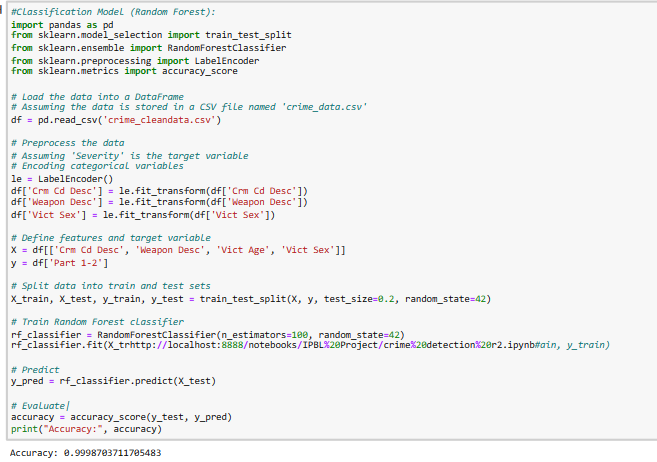 #Classification Model (Random Forest):
import pandas as pd
from sklearn.model_selection import train_test_split
from sklearn.ensemble import RandomForestClassifier
from sklearn.preprocessing import LabelEncoder
from sklearn.metrics import accuracy_score
# Load the data into a DataFrame
# Assuming the data is stored in a CSV file named 'crime_data.csv'
df = pd.read_csv('crime_cleandata.csv')
# Preprocess the data
# Assuming 'Severity' is the target variable
# Encoding categorical variables
le = LabelEncoder()
df['Crm Cd Desc'] = le.fit_transform(df['Crm Cd Desc'])
df['Weapon Desc'] = le.fit_transform(df['Weapon Desc'])
df['Vict Sex'] = le.fit_transform(df['Vict Sex'])
# Define features and target variable
X = df[['Crm Cd Desc', 'Weapon Desc', 'Vict Age', 'Vict Sex']]
y = df['Part 1-2']
# Split data into train and test sets
X_train, X_test, y_train, y_test = train_test_split(X, y, test_size=0.2, random_state=42)
# Train Random Forest classifier
rf_classifier = RandomForestClassifier(n_estimators=100, random_state=42)
rf_classifier.fit(X_trhttp://localhost:8888/notebooks/IPBL%20Project/crime%20detection%20r2.ipynb#ain, y_train)
# Predict
y_pred = rf_classifier.predict(X_test)
# Evaluate
accuracy = accuracy_score(y_test, y_pred)
print("Accuracy:", accuracy)
Accuracy: 0.9998703711705483